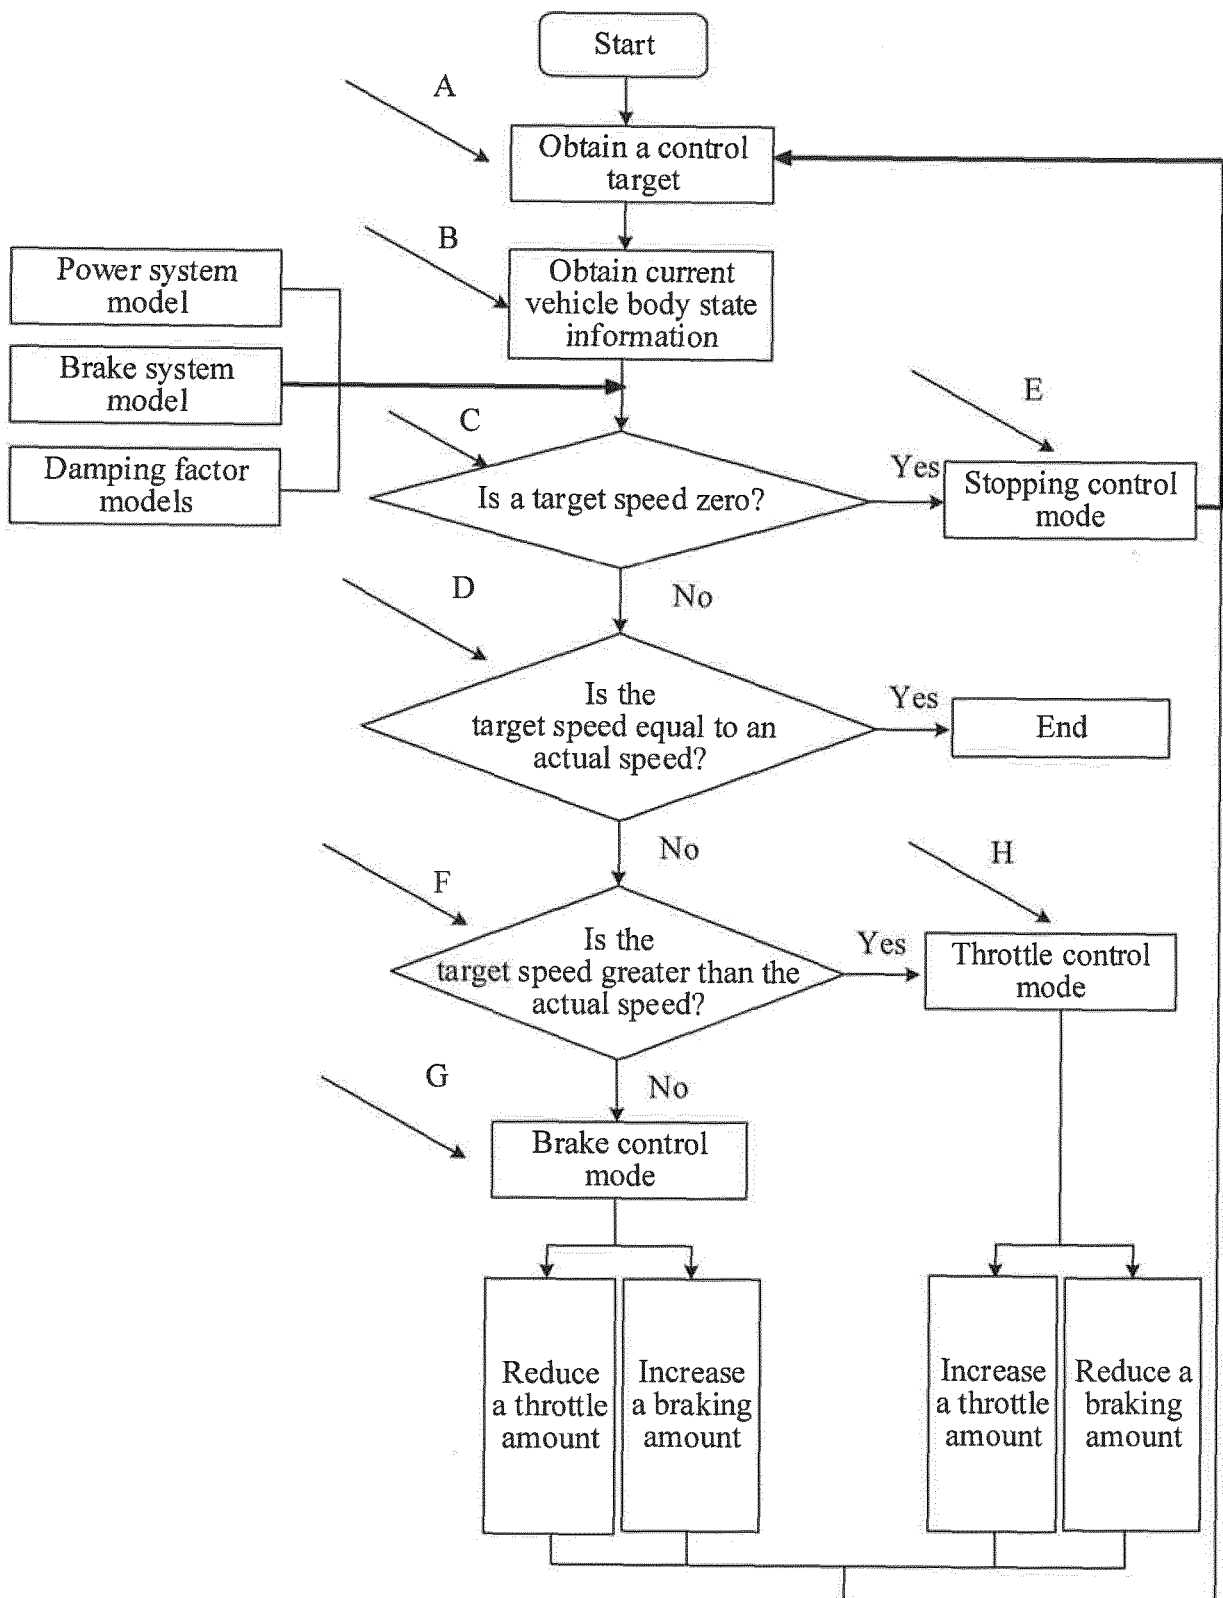 Start
A
Obtain a control
target
B
Obtain current
vehicle body state
information
Power system
model
Brake system
model
Damping factor
models
C
Is a target speed zero?
Yes
E
Stopping control
mode
No
D
Is the
target speed equal to an
actual speed?
Yes
End
No
F
Is the
target speed greater than the
actual speed?
Yes
H
Throttle control
mode
No
G
Brake control
mode
Reduce
a throttle
amount
Increase
a braking
amount
Increase
a throttle
amount
Reduce a
braking
amount